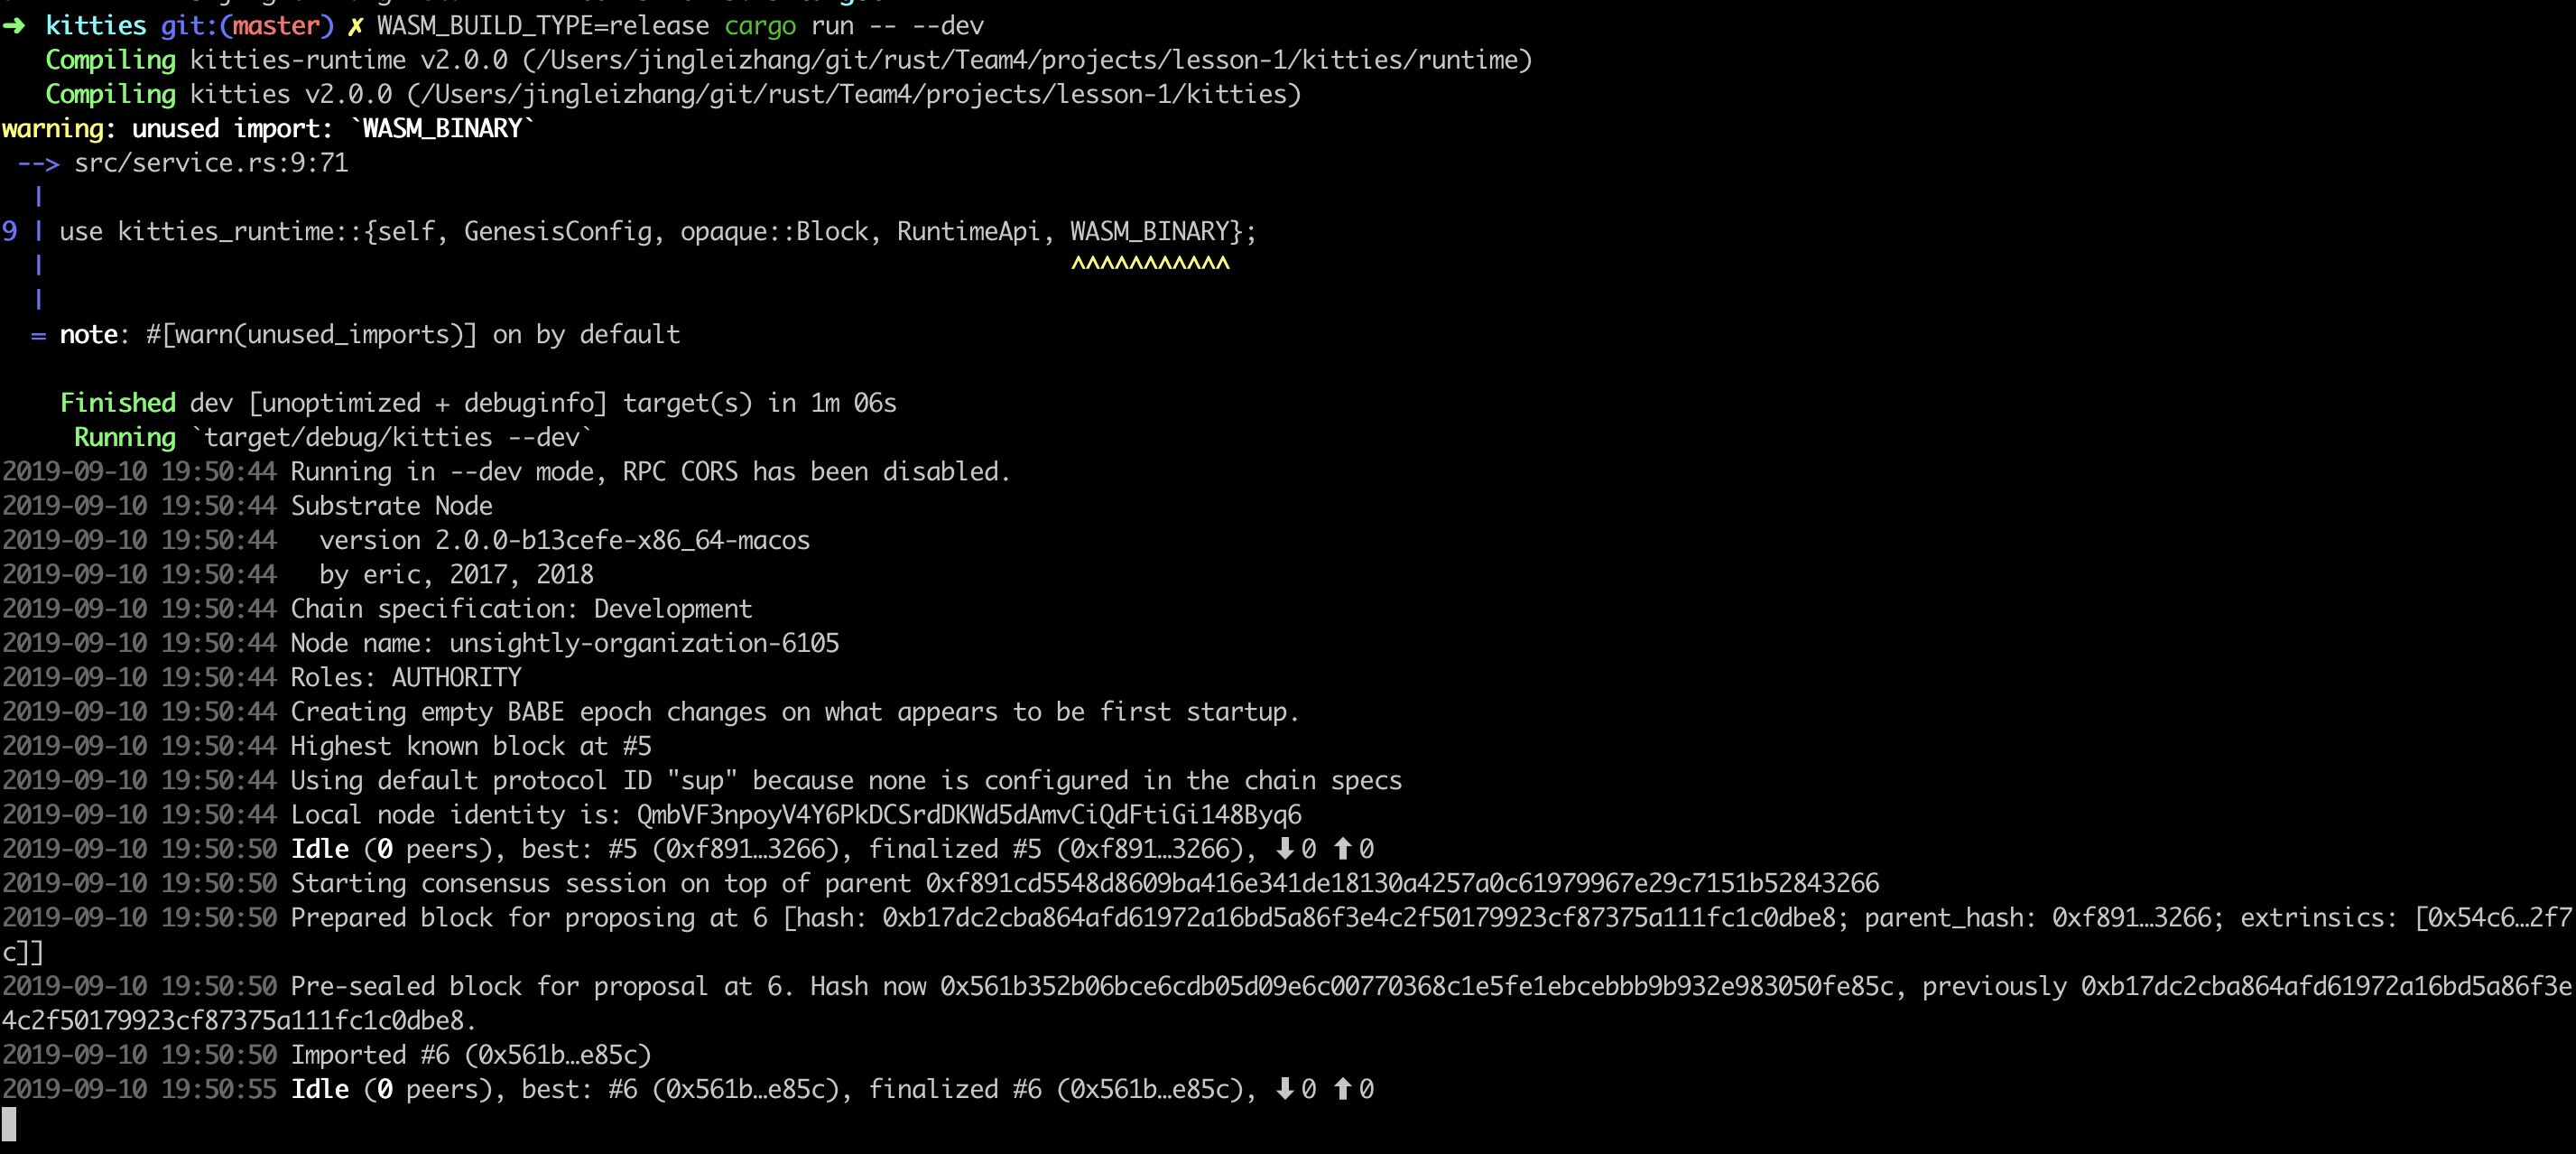 ➜  kitties git:(master) ✗ WASM_BUILD_TYPE=release cargo run -- --dev
   Compiling kitties-runtime v2.0.0 (/Users/jingleizhang/git/rust/Team4/projects/lesson-1/kitties/runtime)
   Compiling kitties v2.0.0 (/Users/jingleizhang/git/rust/Team4/projects/lesson-1/kitties)
warning: unused import: `WASM_BINARY`
 --> src/service.rs:9:71
  |
9 | use kitties_runtime::{self, GenesisConfig, opaque::Block, RuntimeApi, WASM_BINARY};
  |                                                                       ^^^^^^^^^^^
  |
  = note: #[warn(unused_imports)] on by default

    Finished dev [unoptimized + debuginfo] target(s) in 1m 06s
     Running `target/debug/kitties --dev`
2019-09-10 19:50:44 Running in --dev mode, RPC CORS has been disabled.
2019-09-10 19:50:44 Substrate Node
2019-09-10 19:50:44   version 2.0.0-b13cefe-x86_64-macos
2019-09-10 19:50:44   by eric, 2017, 2018
2019-09-10 19:50:44 Chain specification: Development
2019-09-10 19:50:44 Node name: unsightly-organization-6105
2019-09-10 19:50:44 Roles: AUTHORITY
2019-09-10 19:50:44 Creating empty BABE epoch changes on what appears to be first startup.
2019-09-10 19:50:44 Highest known block at #5
2019-09-10 19:50:44 Using default protocol ID "sup" because none is configured in the chain specs
2019-09-10 19:50:44 Local node identity is: QmbVF3npoyV4Y6PkDCSrdDKWd5dAmvCiQdFtiGi148Byq6
2019-09-10 19:50:50 Idle (0 peers), best: #5 (0xf891…3266), finalized #5 (0xf891…3266), ⬇ 0 ⬆ 0
2019-09-10 19:50:50 Starting consensus session on top of parent 0xf891cd5548d8609ba416e341de18130a4257a0c61979967e29c7151b52843266
2019-09-10 19:50:50 Prepared block for proposing at 6 [hash: 0xb17dc2cba864afd61972a16bd5a86f3e4c2f50179923cf87375a111fc1c0dbe8; parent_hash: 0xf891…3266; extrinsics: [0x54c6…2f7
c]]
2019-09-10 19:50:50 Pre-sealed block for proposal at 6. Hash now 0x561b352b06bce6cdb05d09e6c00770368c1e5fe1ebcebbb9b932e983050fe85c, previously 0xb17dc2cba864afd61972a16bd5a86f3e
4c2f50179923cf87375a111fc1c0dbe8.
2019-09-10 19:50:50 Imported #6 (0x561b…e85c)
2019-09-10 19:50:55 Idle (0 peers), best: #6 (0x561b…e85c), finalized #6 (0x561b…e85c), ⬇ 0 ⬆ 0